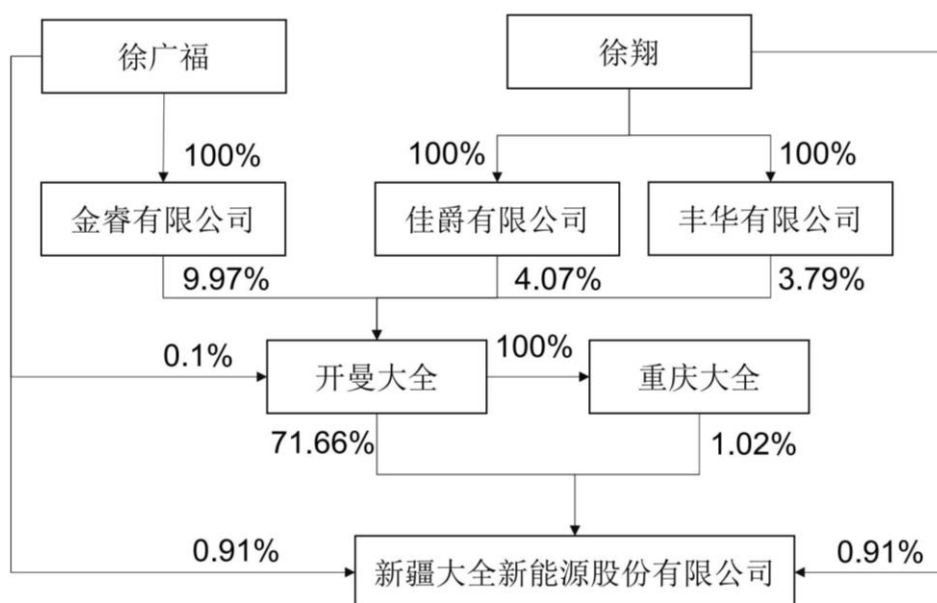 徐广福
徐翔
100%
100%
100%
金睿有限公司
佳爵有限公司
丰华有限公司
9.97%
4.07%
3.79%
0.1%
开曼大全
100%
重庆大全
71.66%
1.02%
0.91%
新疆大全新能源股份有限公司
0.91%